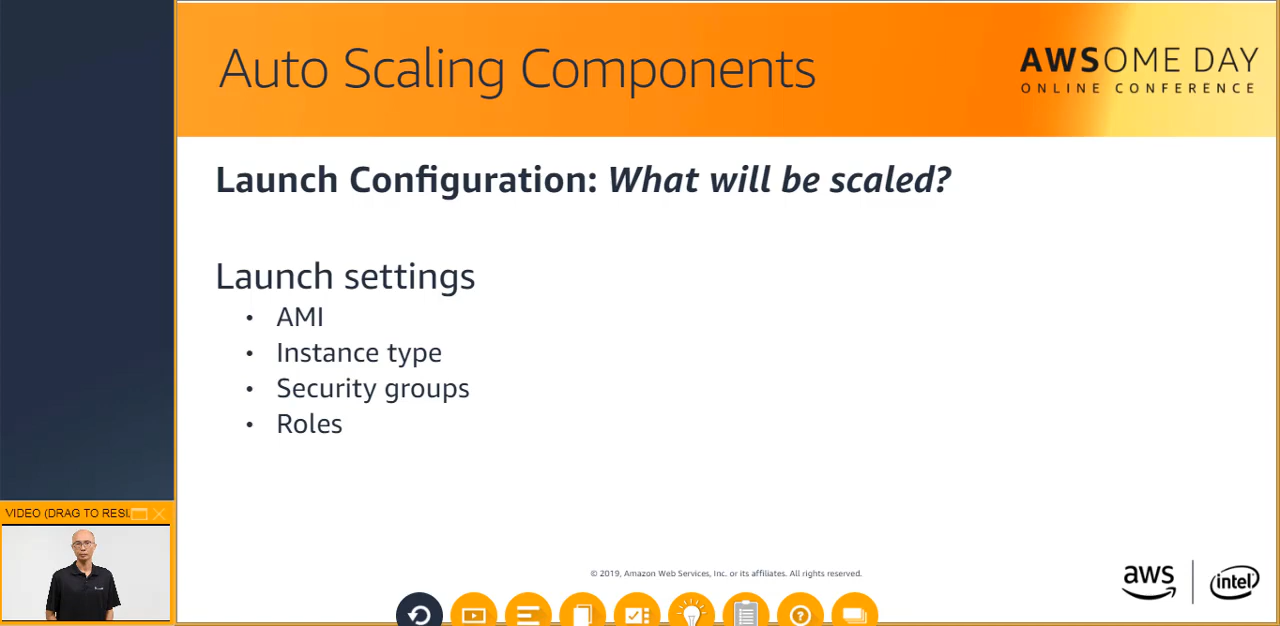 Auto Scaling Components
AWSOME DAY
ONLINE CONFERENCE
Launch Configuration: What will be scaled?
Launch settings
• AMI
• Instance type
• Security groups
• Roles
VIDEO (DRAG TO RESI
© 2019, Amazon Web Services, Inc. or its affiliates. All rights reserved.
aws
intel